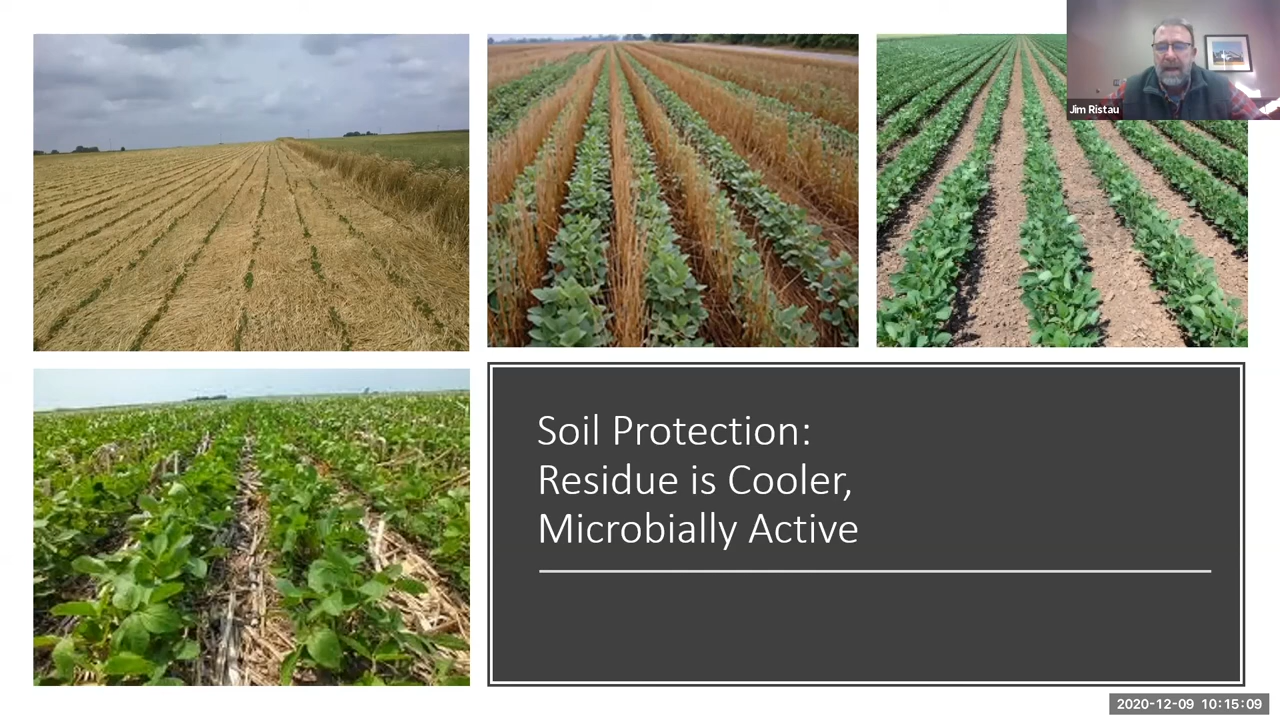 Jim Ristau
Soil Protection:
Residue is Cooler,
Microbially Active
2020-12-09 10:15:09